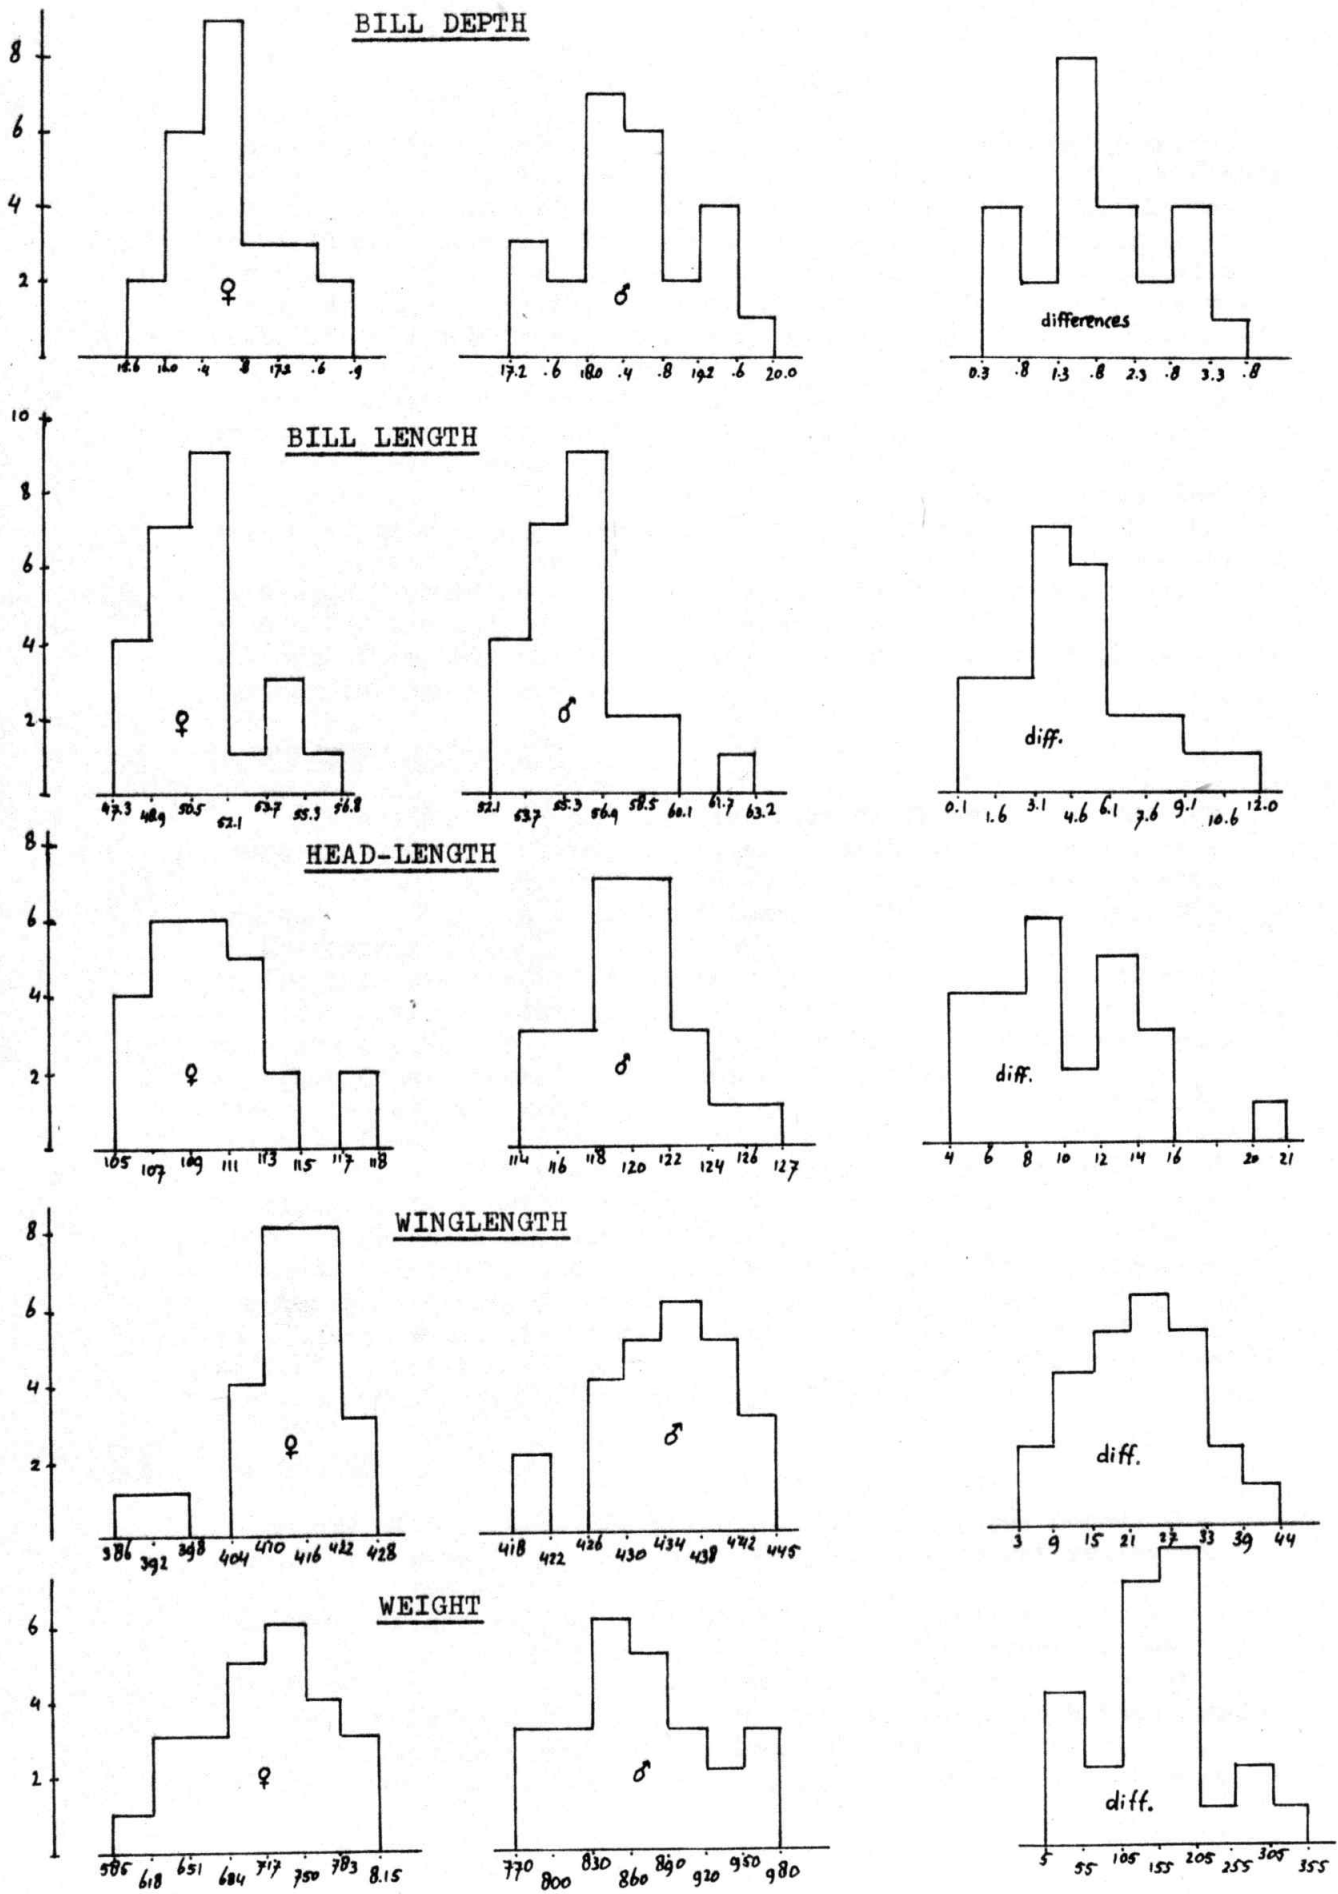 BILL DEPTH
8
6
4
2
♀
♂
differences
16.0 .4 .8 17.2 .6 .9
17.2 .6 18.0 .4 .8 19.2 .6 20.0
0.3 .8 1.3 .8 2.3 .8 3.3 .8
BILL LENGTH
10
8
6
4
2
♀
♂
diff.
47.3 48.9 50.5 52.1 53.7 55.3 56.8
52.1 53.7 55.3 56.9 58.5 60.1 61.7 63.2
0.1 1.6 3.1 4.6 6.1 7.6 9.1 10.6 12.0
HEAD-LENGTH
8
6
4
2
♀
♂
diff.
105 107 109 111 113 115 117 118
114 116 118 120 122 124 126 127
4 6 8 10 12 14 16 20 21
WINGLENGTH
8
6
4
2
♀
♂
diff.
386 392 398 404 410 416 422 428
418 422 426 430 434 438 442 445
3 9 15 21 27 33 39 44
WEIGHT
6
4
2
♀
♂
diff.
585 618 651 684 717 750 783 8.15
770 800 830 860 890 920 950 980
5 55 105 155 205 255 305 355